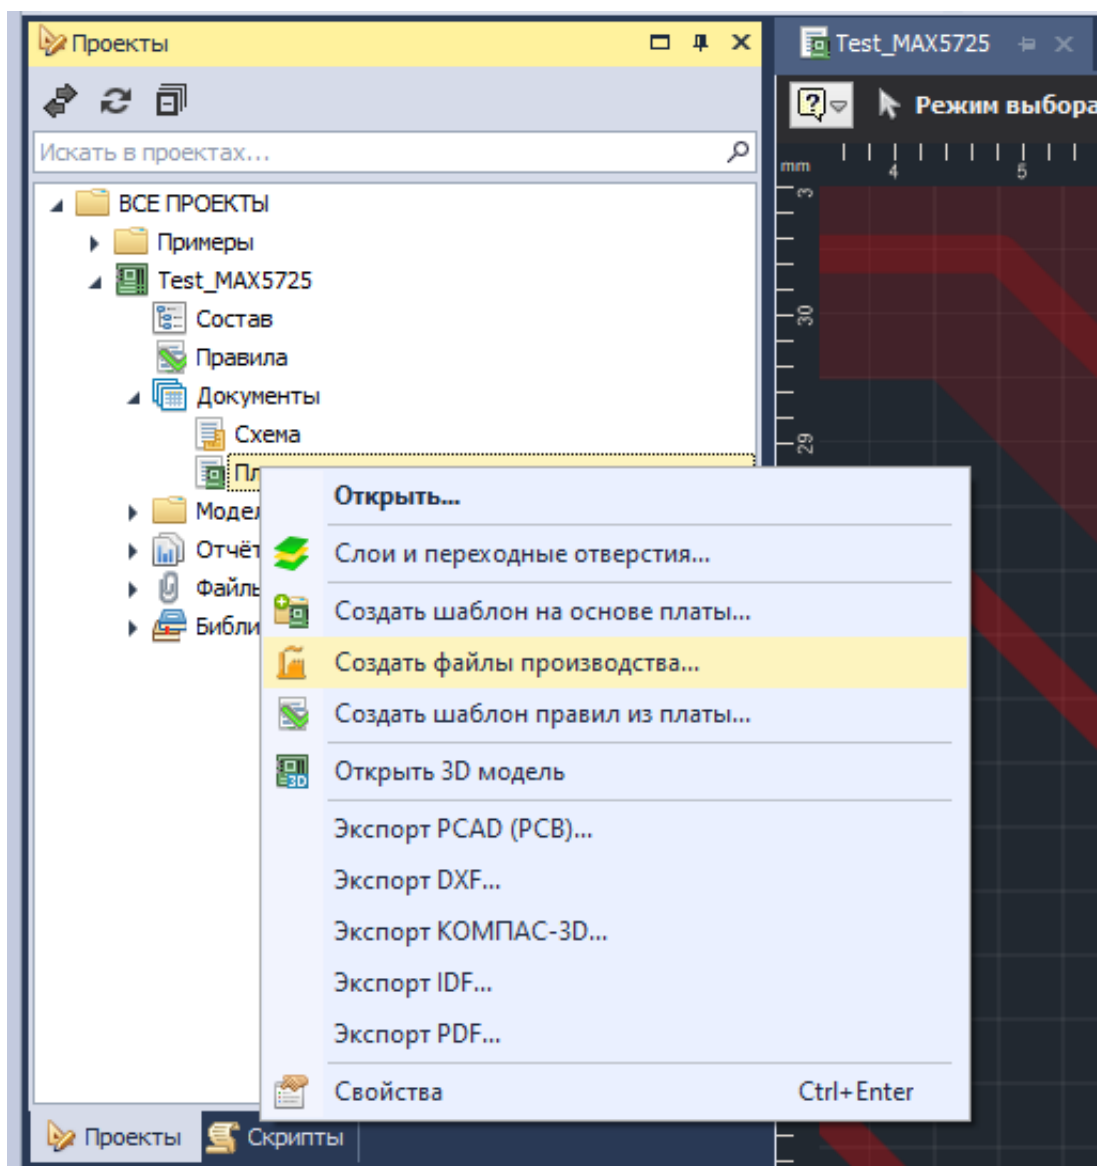 Проекты
Test_MAX5725
Режим выбора
Искать в проектах...
mm
4
5
3
30
29
ВСЕ ПРОЕКТЫ
Примеры
Test_MAX5725
Состав
Правила
Документы
Схема
Пл
Модел
Отчёт
Файль
Библи
Открыть...
Слои и переходные отверстия...
Создать шаблон на основе платы...
Создать файлы производства...
Создать шаблон правил из платы...
3D
Открыть 3D модель
Экспорт PCAD (PCB)...
Экспорт DXF...
Экспорт КОМПАС-3D...
Экспорт IDF...
Экспорт PDF...
Свойства Ctrl+Enter
Проекты
Скрипты